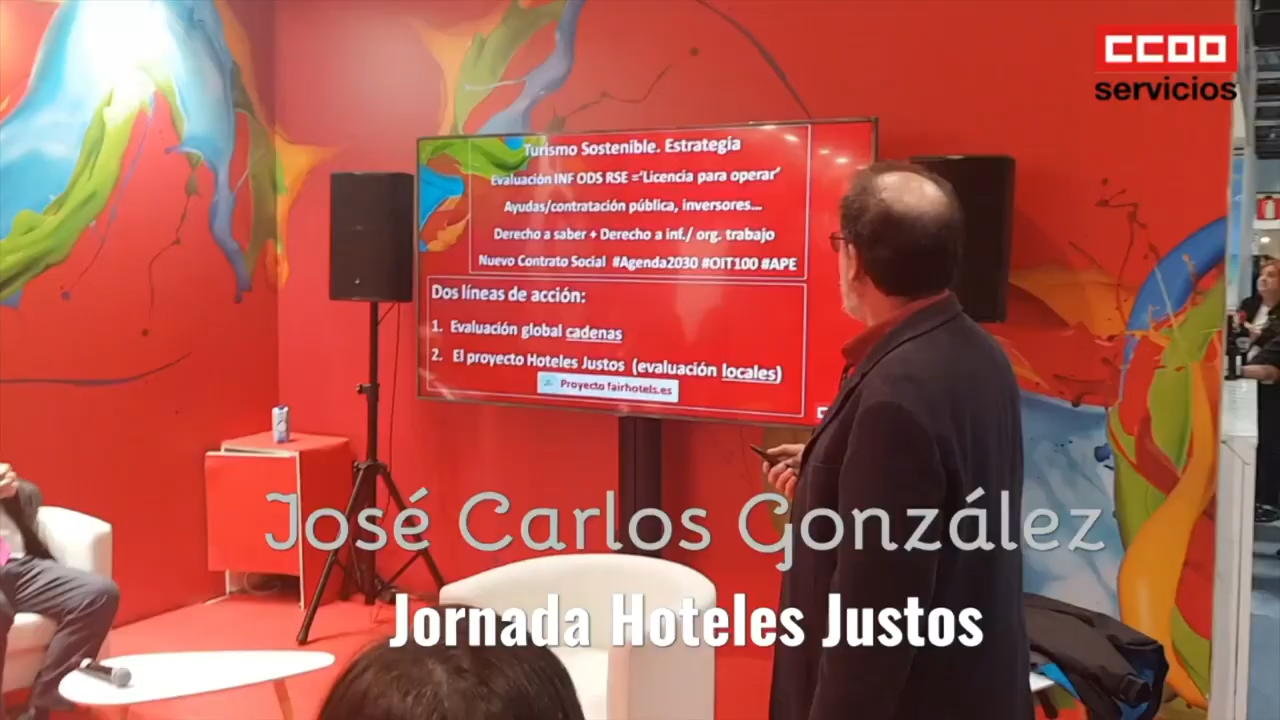 CCOO
servicios
Turismo Sostenible. Estrategia
Evaluación INF ODS RSE ='Licencia para operar'
Ayudas/contratación pública, inversores...
Derecho a saber + Derecho a inf./ org. trabajo
Nuevo Contrato Social #Agenda2030 #OIT100 #APE
Dos líneas de acción:
1. Evaluación global cadenas
2. El proyecto Hoteles Justos (evaluación locales)
Proyecto fairhotels.es
José Carlos González
Jornada Hoteles Justos